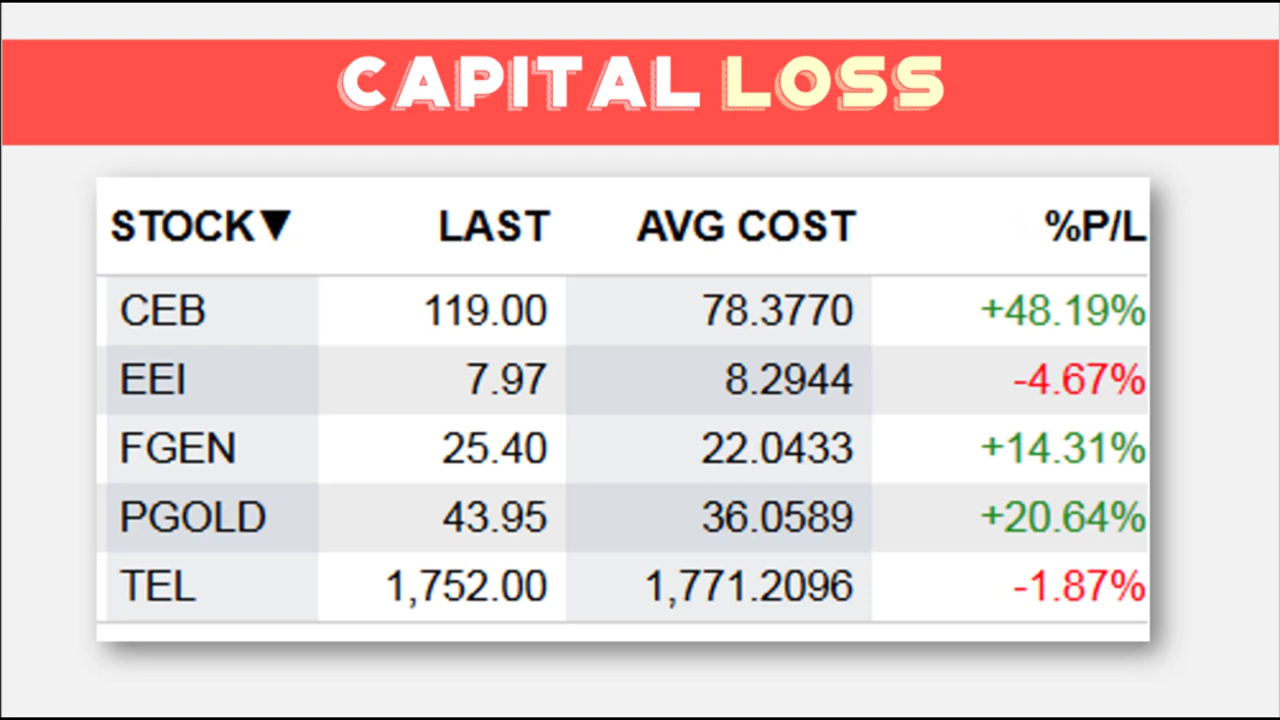 CAPITAL LOSS
STOCK▼ LAST AVG COST %P/L
CEB 119.00 78.3770 +48.19%
EEI 7.97 8.2944 -4.67%
FGEN 25.40 22.0433 +14.31%
PGOLD 43.95 36.0589 +20.64%
TEL 1,752.00 1,771.2096 -1.87%